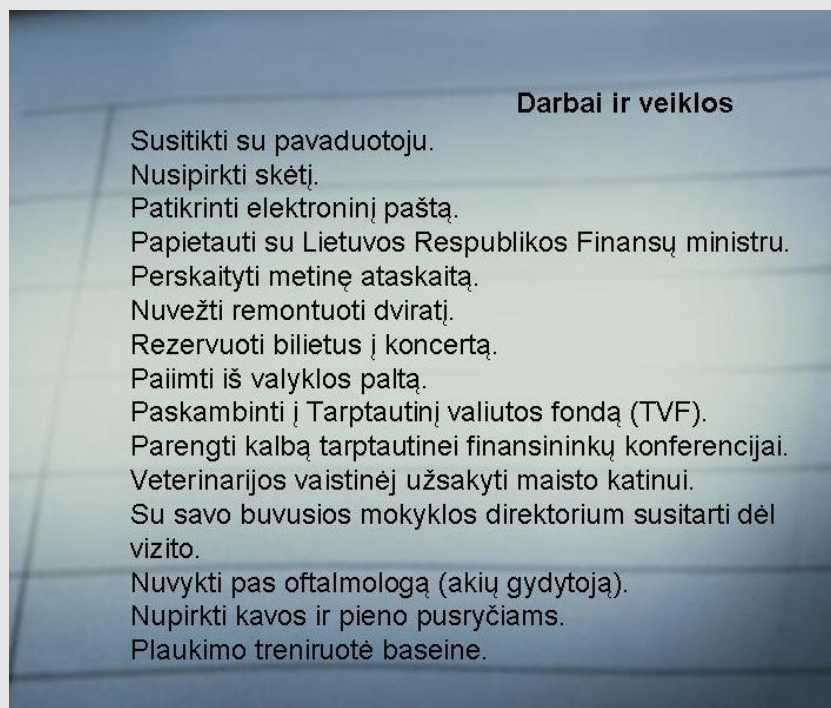 Darbai ir veiklos
Susitikti su pavaduotoju.
Nusipirkti skėtį.
Patikrinti elektroninį paštą.
Papietauti su Lietuvos Respublikos Finansų ministru.
Perskaityti metinę ataskaitą.
Nuvežti remontuoti dviratį.
Rezervuoti bilietus į koncertą.
Paiimti iš valyklos paltą.
Paskambinti į Tarptautinį valiutos fondą (TVF).
Parengti kalbą tarptautinei finansininkų konferencijai.
Veterinarijos vaistinėj užsakyti maisto katinui.
Su savo buvusios mokyklos direktorium susitarti dėl
vizito.
Nuvykti pas oftalmologą (akių gydytoją).
Nupirkti kavos ir pieno pusryčiams.
Plaukimo treniruotė baseine.